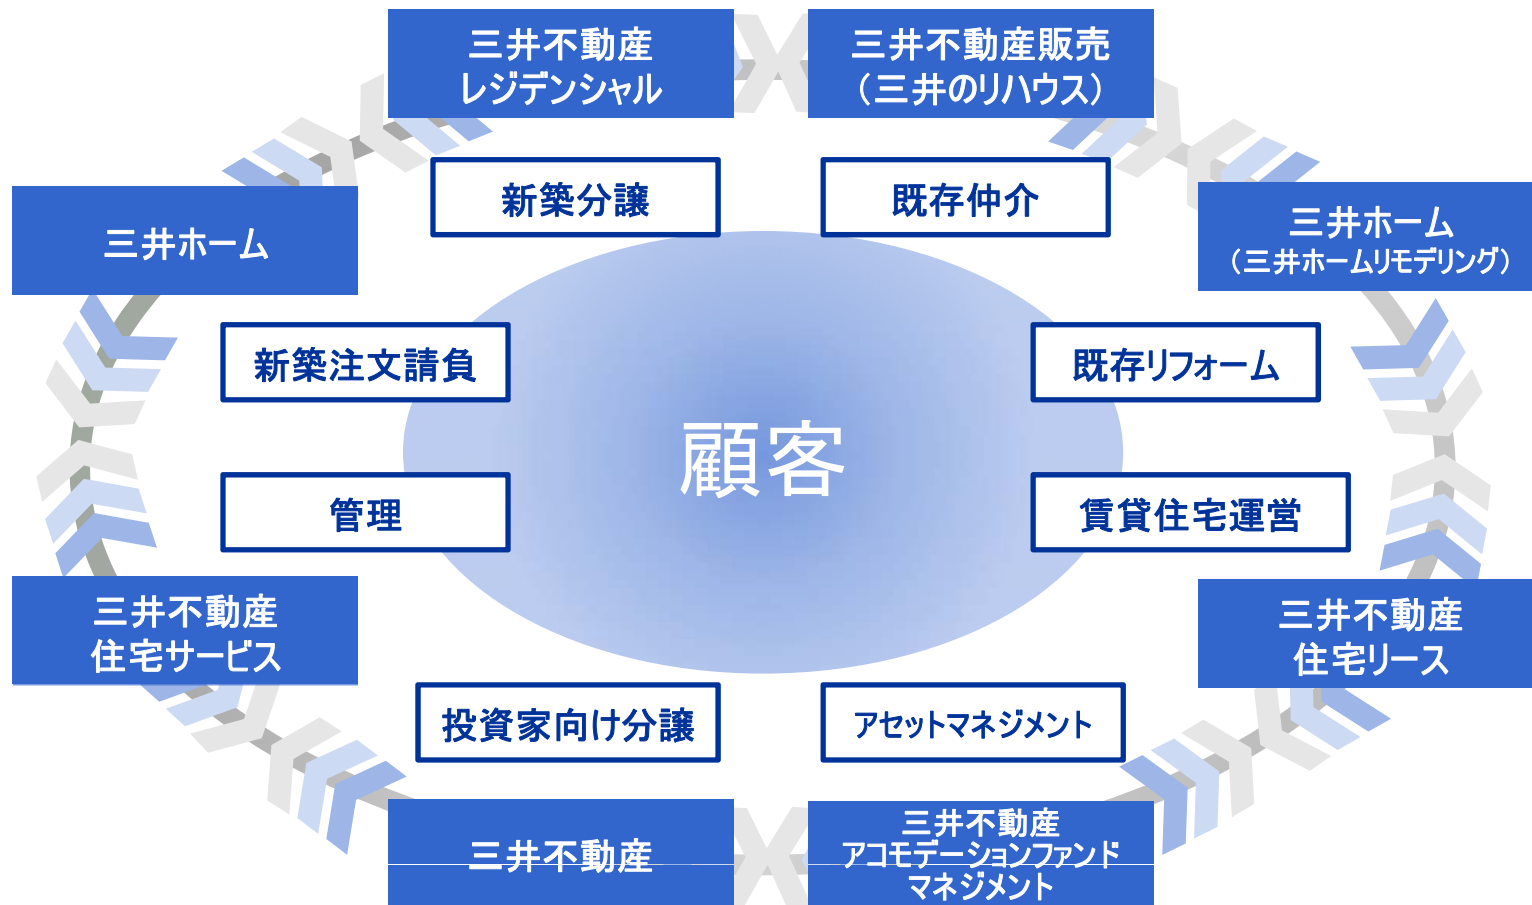 三井不動産
レジデンシャル
三井不動産販売
（三井のリハウス）
新築分譲
既存仲介
三井ホーム
三井ホーム
（三井ホームリモデリング）
新築注文請負
既存リフォーム
顧客
管理
賃貸住宅運営
三井不動産
住宅サービス
三井不動産
住宅リース
投資家向け分譲
アセットマネジメント
三井不動産
三井不動産
アコモデーションファンド
マネジメント